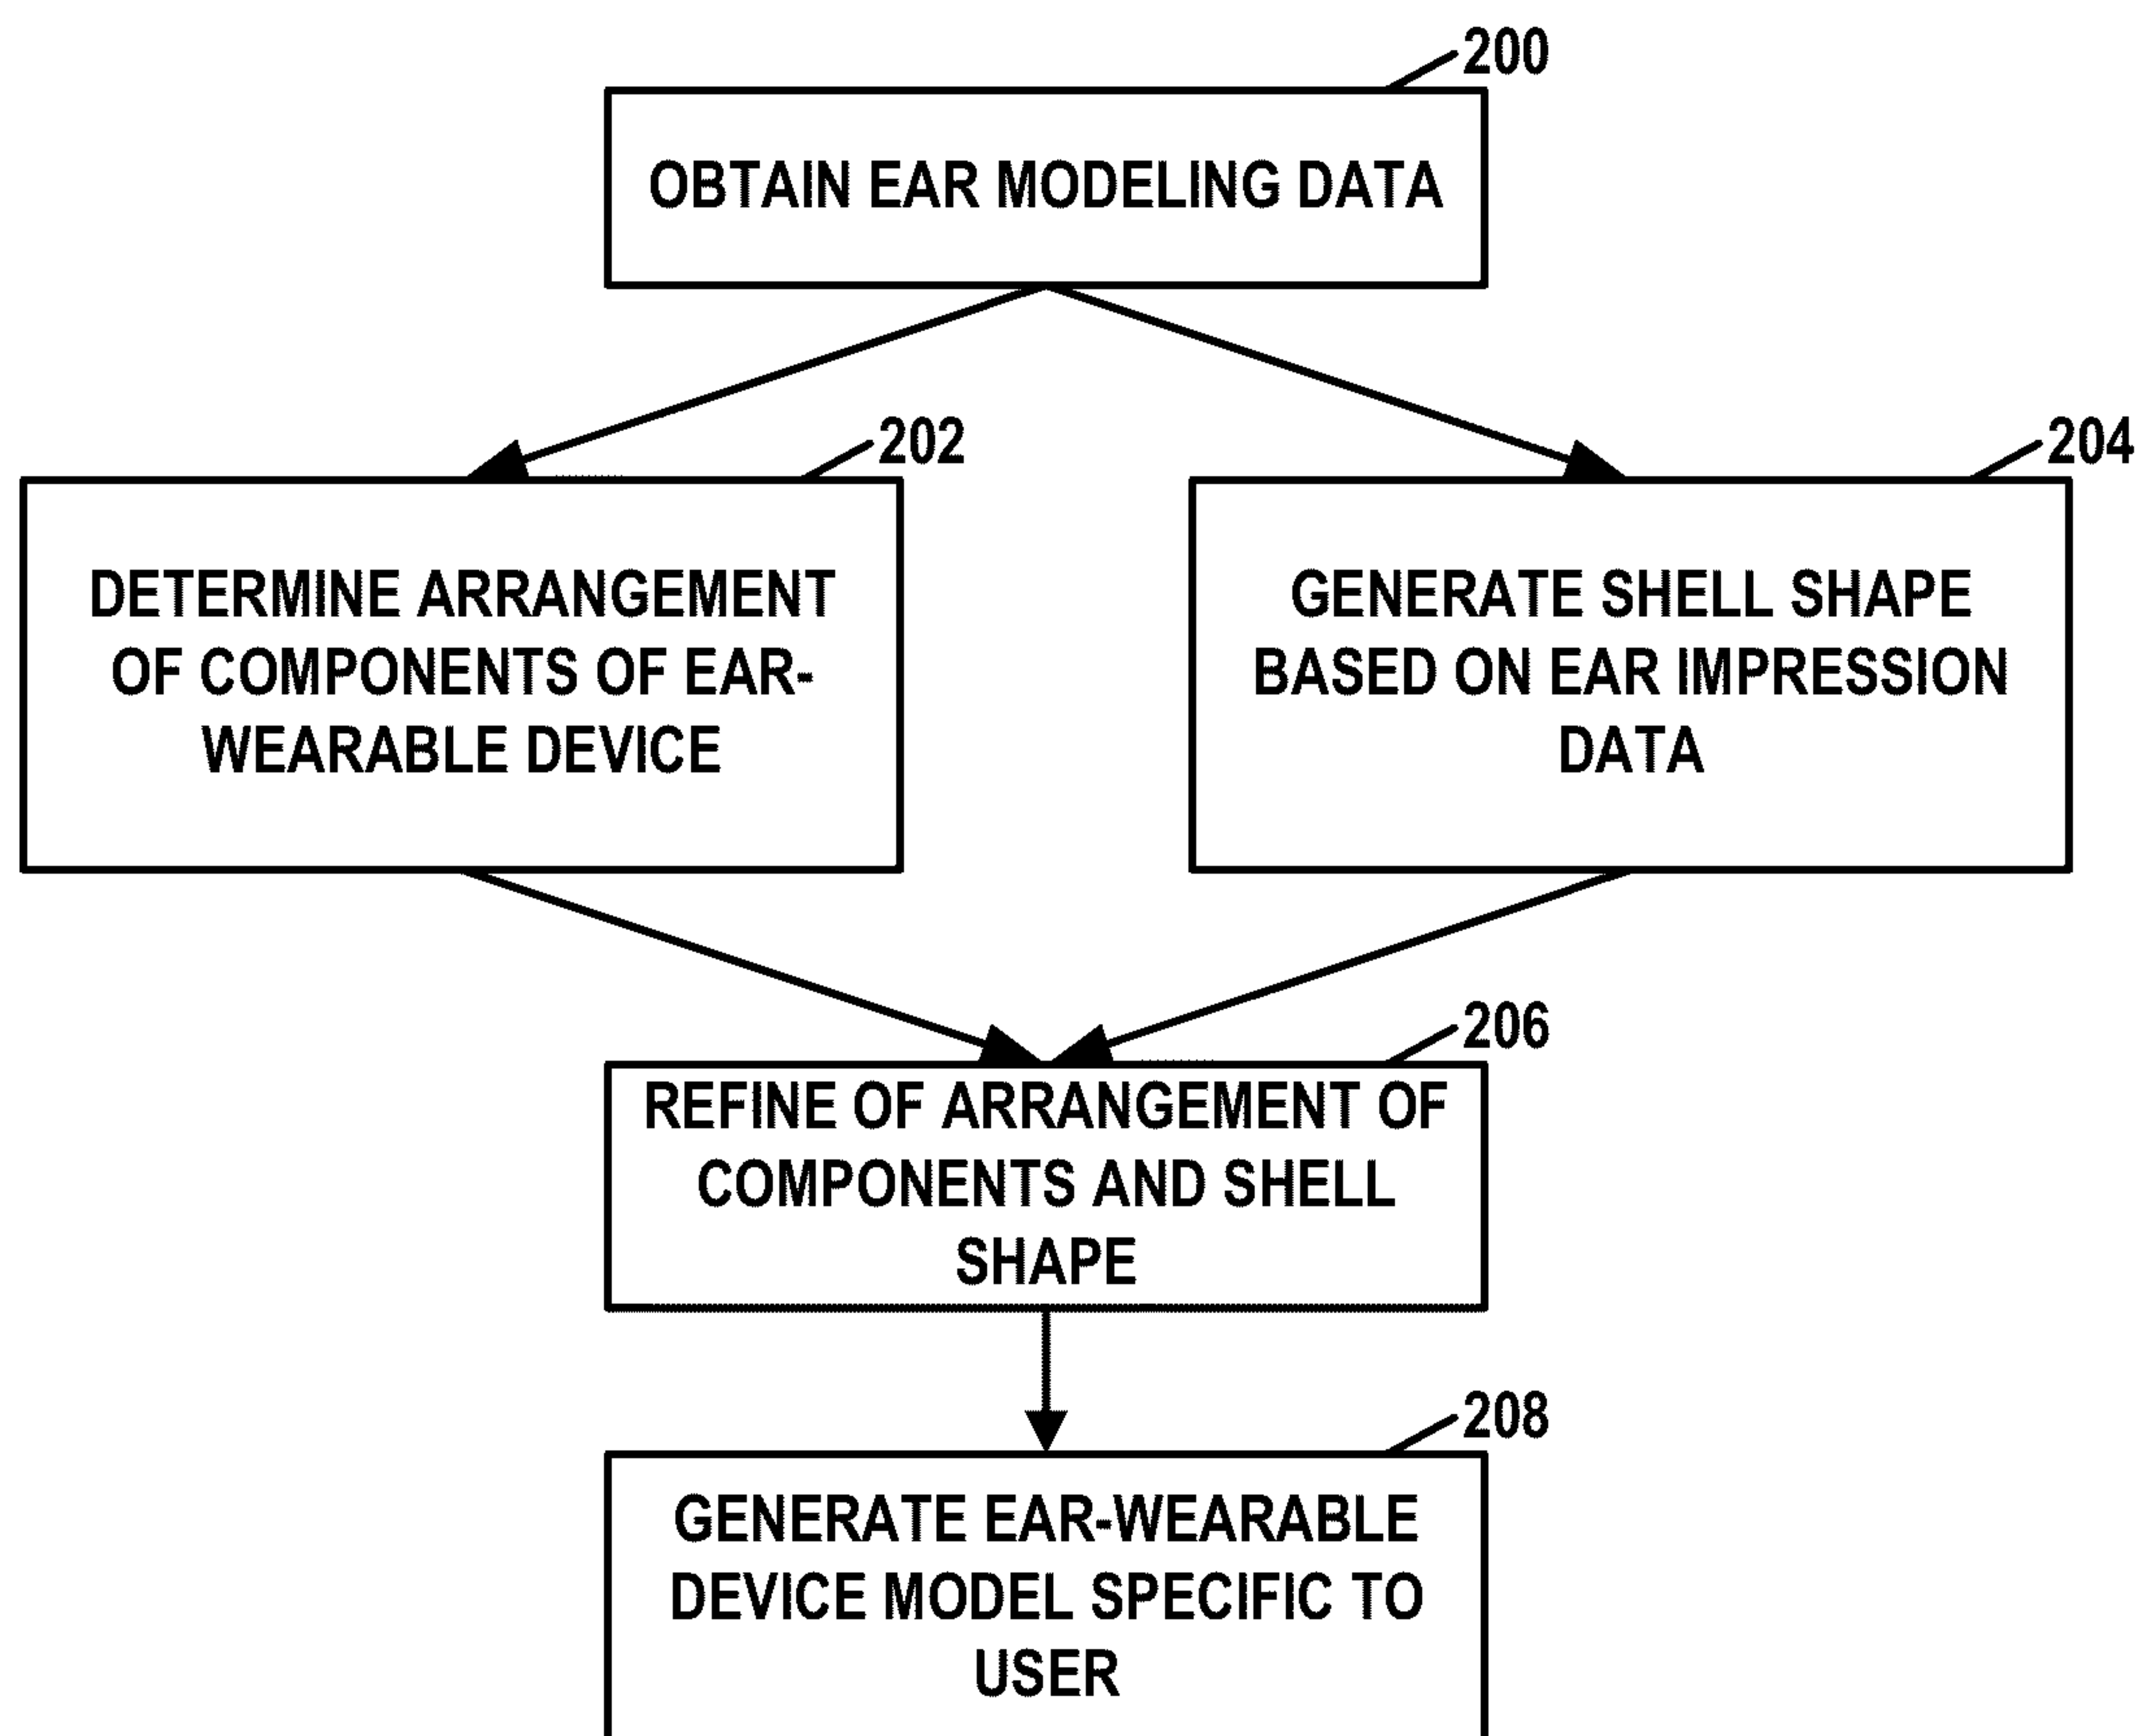 200
OBTAIN EAR MODELING DATA
202
204
DETERMINE ARRANGEMENT
OF COMPONENTS OF EAR-
WEARABLE DEVICE
GENERATE SHELL SHAPE
BASED ON EAR IMPRESSION
DATA
206
REFINE OF ARRANGEMENT OF
COMPONENTS AND SHELL
SHAPE
208
GENERATE EAR-WEARABLE
DEVICE MODEL SPECIFIC TO
USER